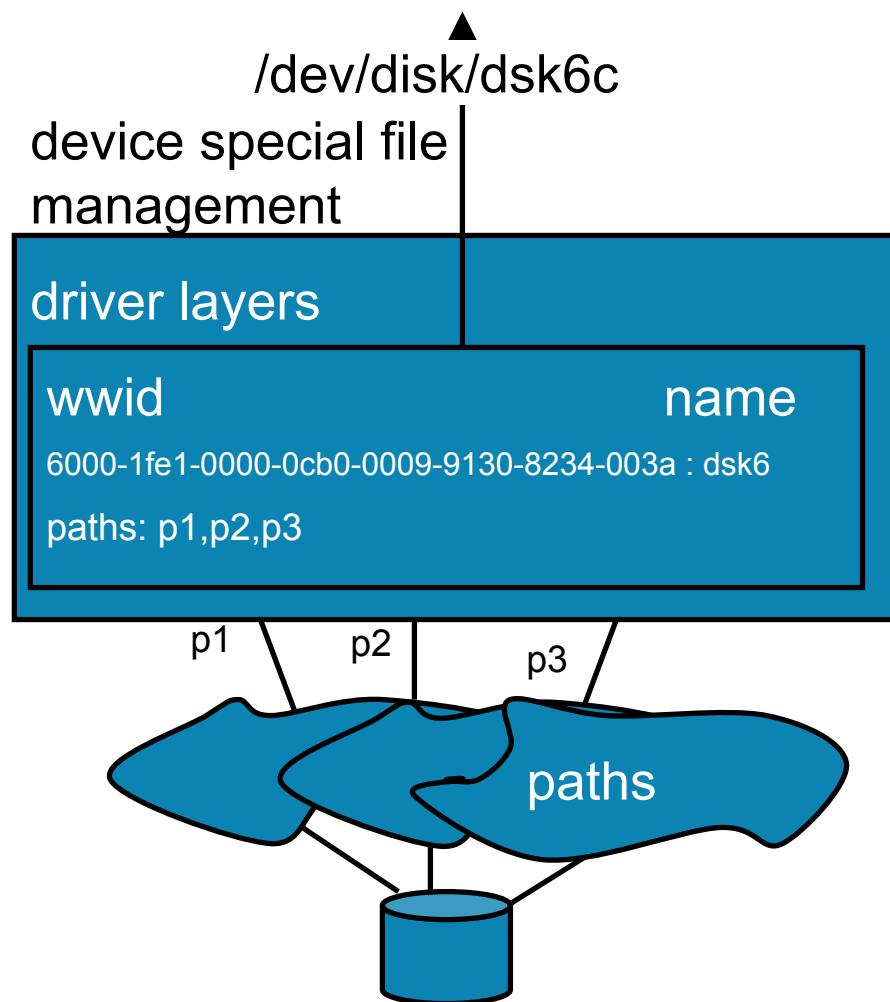 /dev/disk/dsk6c
device special file
management
driver layers
wwid name
6000-1fe1-0000-0cb0-0009-9130-8234-003a : dsk6
paths: p1,p2,p3
p1 p2 p3
paths